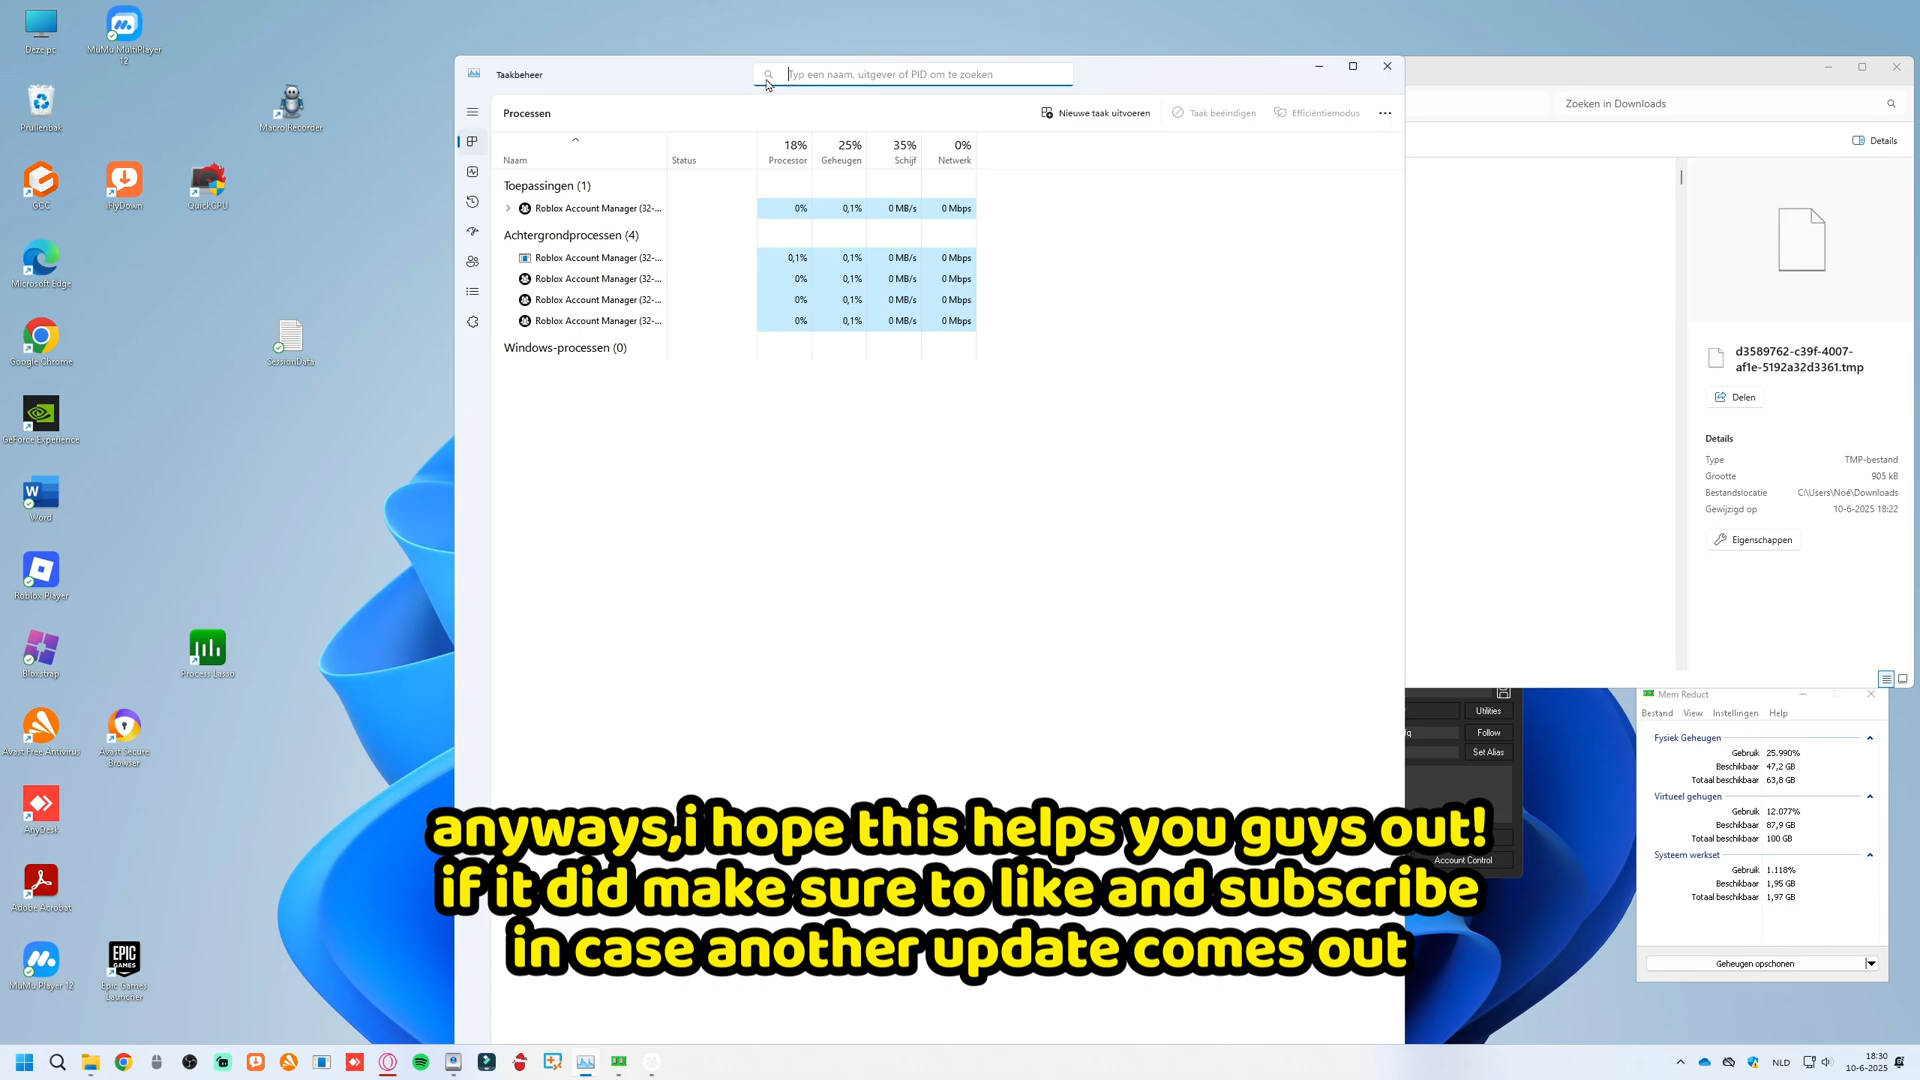 Deze pc
MuMu MultiPlayer
12
Prullenbak
Macro Recorder
GCC
iFlyDown
QuickCPU
Microsoft Edge
Google Chrome
SessionData
GeForce Experience
Word
Roblox Player
Bloxstrap
Process Lasso
Avast Free Antivirus
Avast Secure
Browser
AnyDesk
Adobe Acrobat
MuMu Player 12
EPIC
GAMES
Epic Games
Launcher
Taakbeheer
Typ een naam, uitgever of PID om te zoeken
Processen
Nieuwe taak uitvoeren
Taak beëindigen
Efficiëntiemodus
18% 25% 35% 0%
Naam Status Processor Geheugen Schijf Netwerk
Toepassingen (1)
Roblox Account Manager (32-... 0% 0,1% 0 MB/s 0 Mbps
Achtergrondprocessen (4)
Roblox Account Manager (32-... 0,1% 0,1% 0 MB/s 0 Mbps
Roblox Account Manager (32-... 0% 0,1% 0 MB/s 0 Mbps
Roblox Account Manager (32-... 0% 0,1% 0 MB/s 0 Mbps
Roblox Account Manager (32-... 0% 0,1% 0 MB/s 0 Mbps
Windows-processen (0)
Zoeken in Downloads
Details
d3589762-c39f-4007-
af1e-5192a32d3361.tmp
Delen
Details
Type TMP-bestand
Grootte 905 kB
Bestandslocatie C:\Users\Noé\Downloads
Gewijzigd op 10-6-2025 18:22
Eigenschappen
Utilities
Follow
Set Alias
Account Control
Mem Reduct
Bestand View Instellingen Help
Fysiek Geheugen
Gebruik 25.990%
Beschikbaar 47,2 GB
Totaal beschikbaar 63,8 GB
Virtueel gehugen
Gebruik 12.077%
Beschikbaar 87,9 GB
Totaal beschikbaar 100 GB
Systeem werkset
Gebruik 1.118%
Beschikbaar 1,95 GB
Totaal beschikbaar 1,97 GB
Geheugen opschonen
anyways,i hope this helps you guys out!
if it did make sure to like and subscribe
in case another update comes out
NLD
18:30
10-6-2025